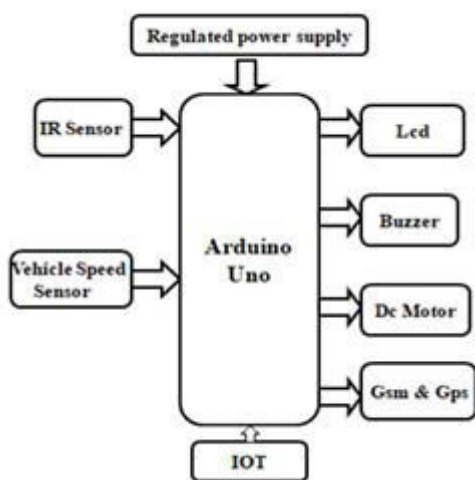 Regulated power supply
IR Sensor
Lcd
Buzzer
Arduino
Uno
Vehicle Speed
Sensor
Dc Motor
Gsm & Gps
IOT